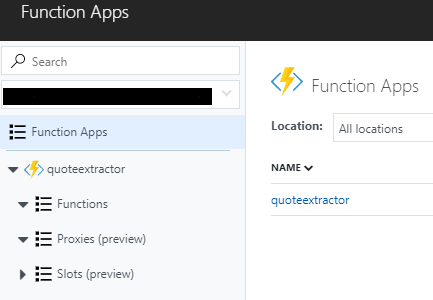 Function Apps
Search
Function Apps
quoteextractor
Functions
Proxies (preview)
Slots (preview)
Function Apps
Location: All locations
NAME
quoteextractor